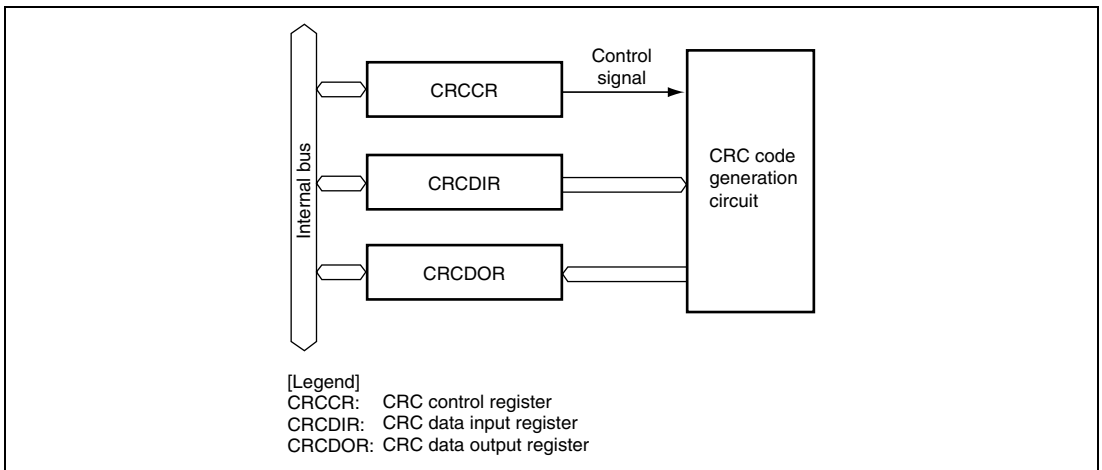 Control
signal
CRCCR
CRCDIR
CRCDOR
Internal bus
CRC code
generation
circuit
[Legend]
CRCCR: CRC control register
CRCDIR: CRC data input register
CRCDOR: CRC data output register